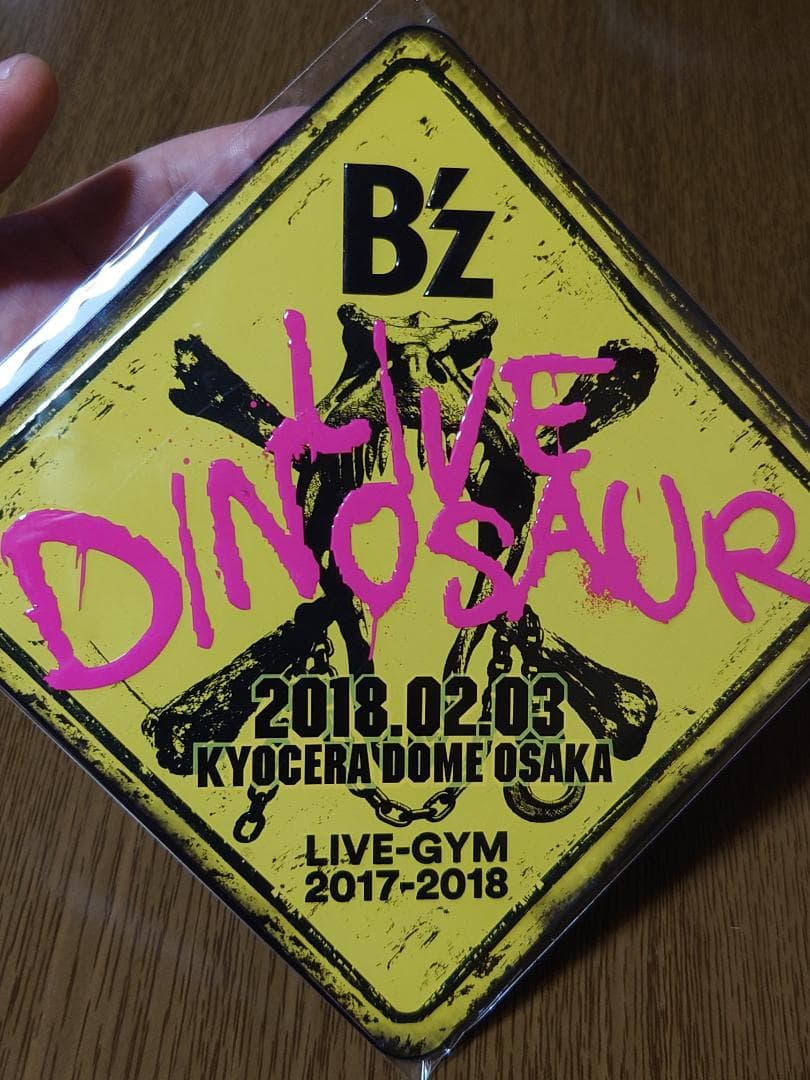 B'z
LIVE
DINOSAUR
2018.02.03
KYOCERA DOME OSAKA
LIVE-GYM
2017-2018